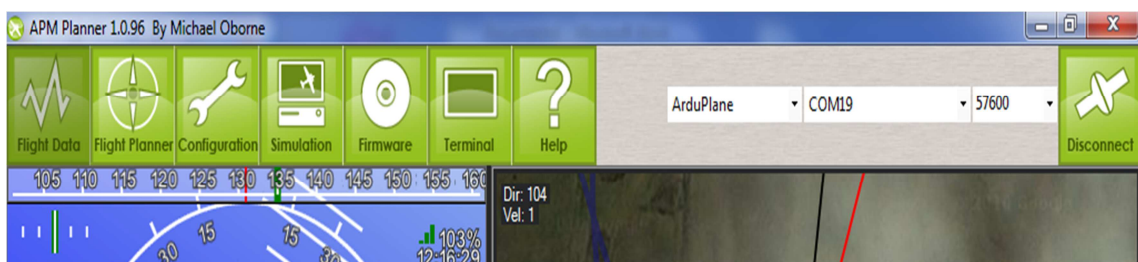 APM Planner 1.0.96 By Michael Oborne
Flight Data Flight Planner Configuration Simulation Firmware Terminal Help ArduPlane COM19 57600 Disconnect
105 110 115 120 125 130 135 140 145 150 155 160
Dir: 104
Vel: 1
15 15
103%
30
12:16:29